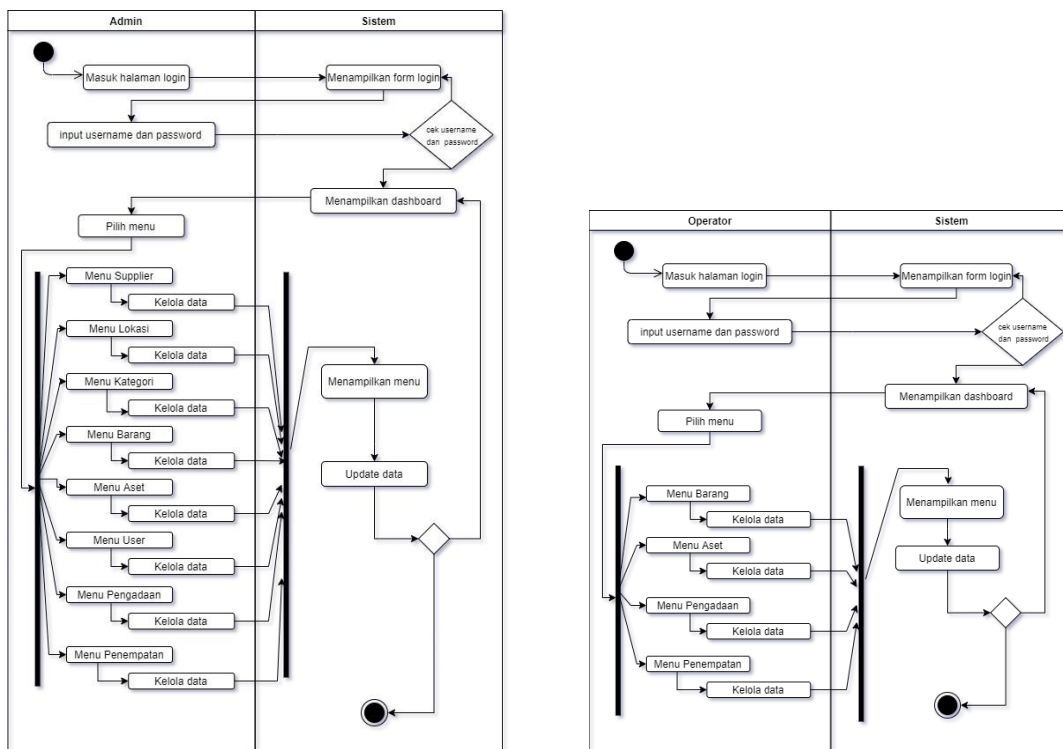 Admin
Sistem
Masuk halaman login
Menampilkan form login
input username dan password
cek username
dan password
Menampilkan dashboard
Pilih menu
Menu Supplier
Kelola data
Menu Lokasi
Kelola data
Menu Kategori
Kelola data
Menu Barang
Kelola data
Menu Aset
Kelola data
Menu User
Kelola data
Menu Pengadaan
Kelola data
Menu Penempatan
Kelola data
Menampilkan menu
Update data
Operator
Sistem
Masuk halaman login
Menampilkan form login
input username dan password
cek username
dan password
Menampilkan dashboard
Pilih menu
Menu Barang
Kelola data
Menu Aset
Kelola data
Menu Pengadaan
Kelola data
Menu Penempatan
Kelola data
Menampilkan menu
Update data